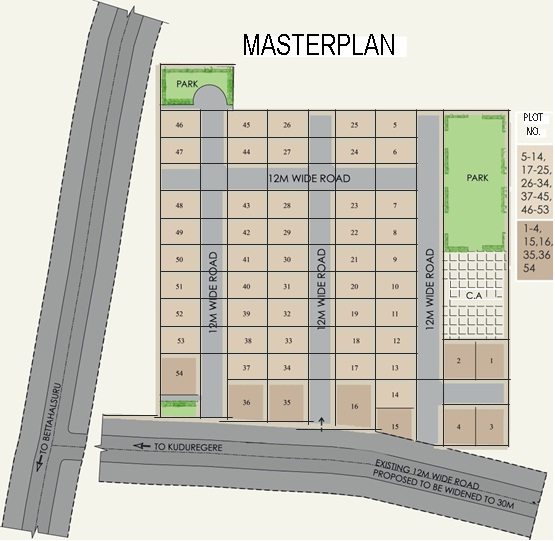 MASTERPLAN
PARK
46 45 26 25 5
47 44 27 24 6
12M WIDE ROAD
48 43 28 23 7
49 42 29 22 8
50 41 30 21 9
51 40 31 20 10
52 39 32 19 11
53 38 33 18 12
54 37 34 17 13
36 35 16 14
15
12M WIDE ROAD
12M WIDE ROAD
12M WIDE ROAD
PARK
C.A
2 1
4 3
PLOT
NO.
5-14,
17-25,
26-34,
37-45,
46-53
1-4,
15,16,
35,36
54
TO BETTAHALSURU
TO KUDUREGERE
EXISTING 12M.WIDE ROAD
PROPOSED TO BE WIDENED TO 30M